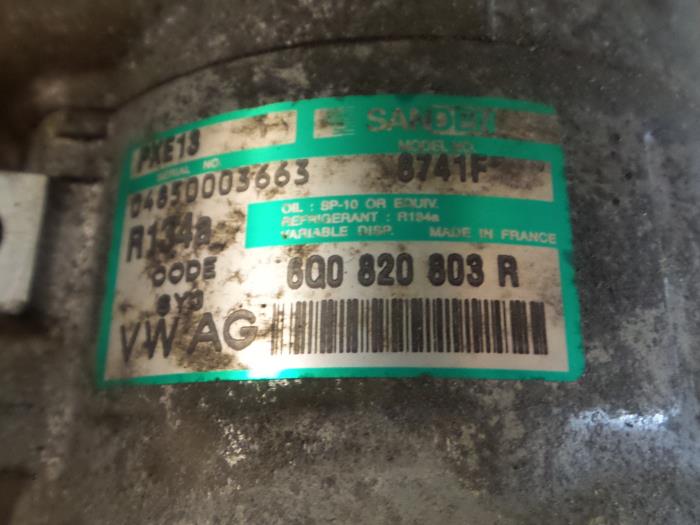 PXE13 SANDEN
SERIAL NO. MODEL NO.
04850003663 8741F
R134a
OIL : SP-10 OR EQUIV.
REFRIGERANT : R134a
VARIABLE DISP. MADE IN FRANCE
CODE
6Q0 820 803 R
VW AG